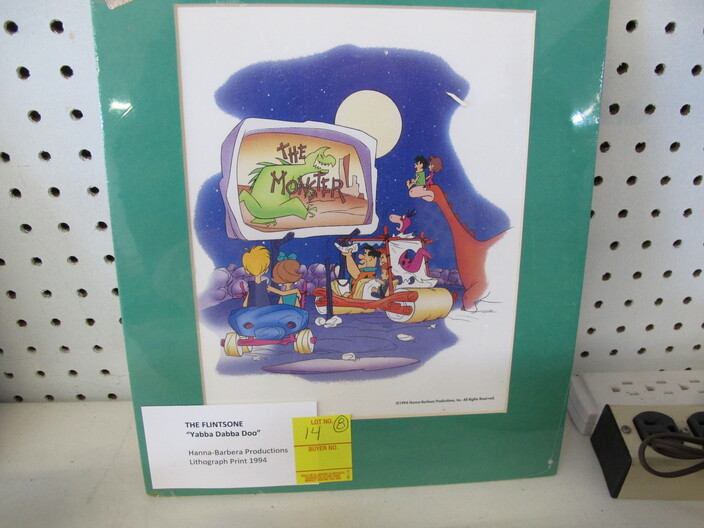 THE
MONSTER
©1994 Hanna-Barbera Productions, Inc. All Rights Reserved.
THE FLINTSONE
"Yabba Dabba Doo"
Hanna-Barbera Productions
Lithograph Print 1994
LOT NO.
14 B
BUYER NO.